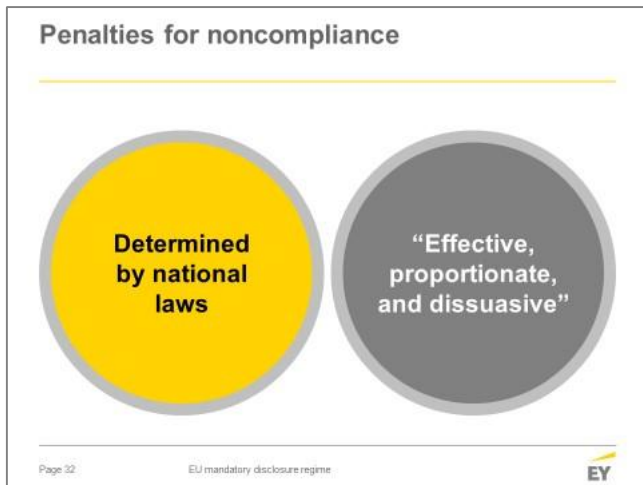 Penalties for noncompliance
Determined
by national
laws
“Effective,
proportionate,
and dissuasive”
Page 32
EU mandatory disclosure regime
EY